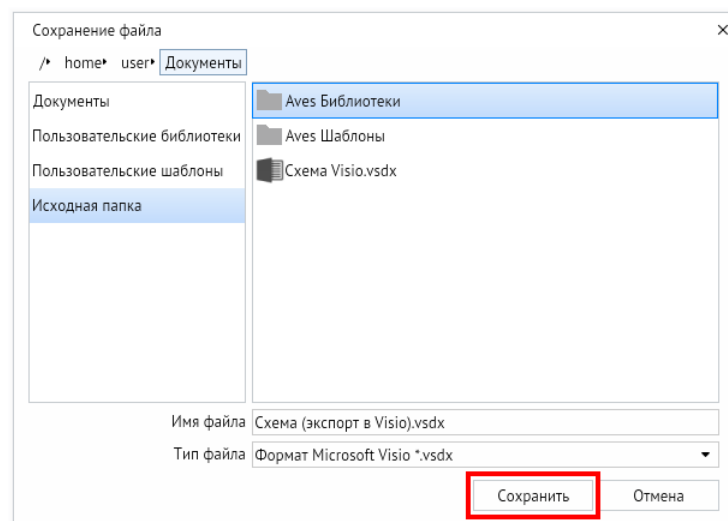 Сохранение файла
/ home user Документы
Документы
Пользовательские библиотеки
Пользовательские шаблоны
Исходная папка
Aves Библиотеки
Aves Шаблоны
Схема Visio.vsdx
Имя файла Схема (экспорт в Visio).vsdx
Тип файла Формат Microsoft Visio *.vsdx
Сохранить Отмена